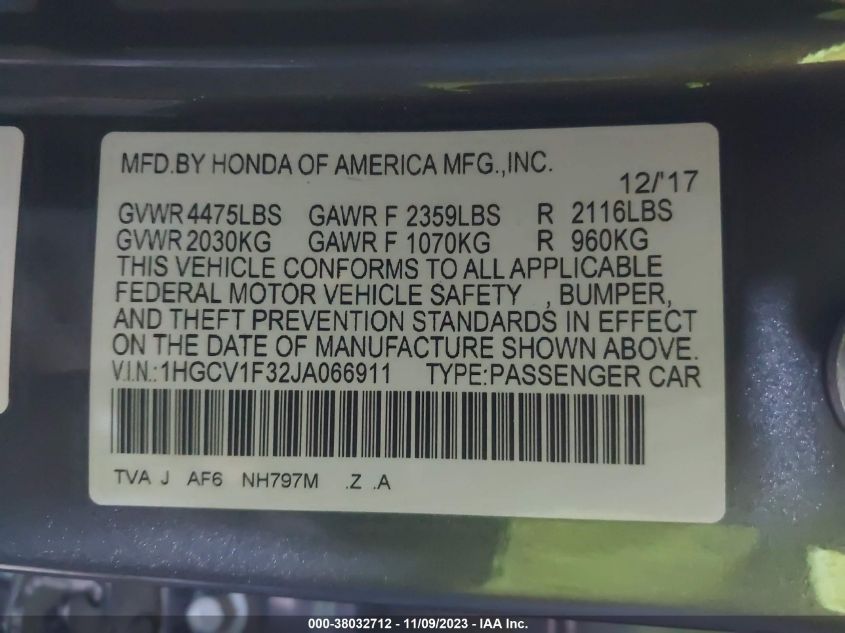 MFD.BY HONDA OF AMERICA MFG.,INC.
12/'17
GVWR 4475LBS GAWR F 2359LBS R 2116LBS
GVWR 2030KG GAWR F 1070KG R 960KG
THIS VEHICLE CONFORMS TO ALL APPLICABLE
FEDERAL MOTOR VEHICLE SAFETY , BUMPER,
AND THEFT PREVENTION STANDARDS IN EFFECT
ON THE DATE OF MANUFACTURE SHOWN ABOVE.
V.I.N.:1HGCV1F32JA066911 TYPE:PASSENGER CAR
TVA J AF6 NH797M .Z .A
000-38032712 - 11/09/2023 - IAA Inc.